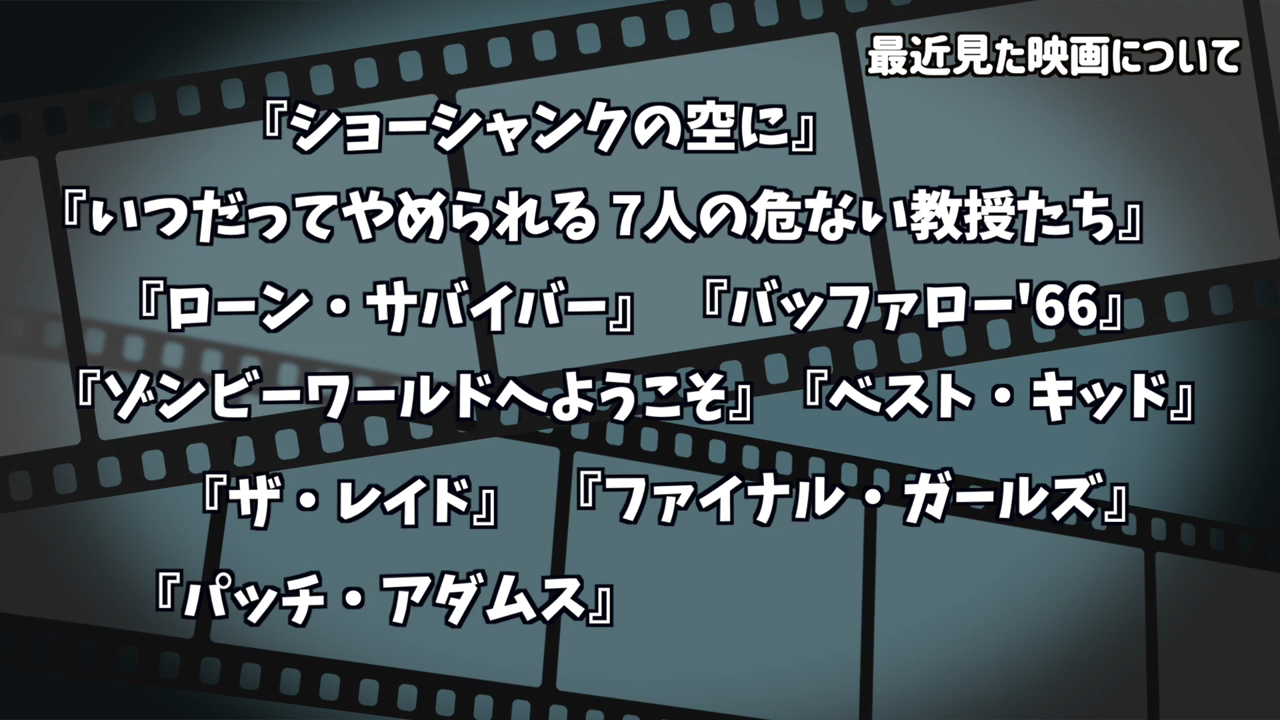 最近見た映画について
『ショーシャンクの空に』
『いつだってやめられる 7人の危ない教授たち』
『ローン・サバイバー』 『バッファロー'66』
『ゾンビーワールドへようこそ』 『ベスト・キッド』
『ザ・レイド』 『ファイナル・ガールズ』
『パッチ・アダムス』